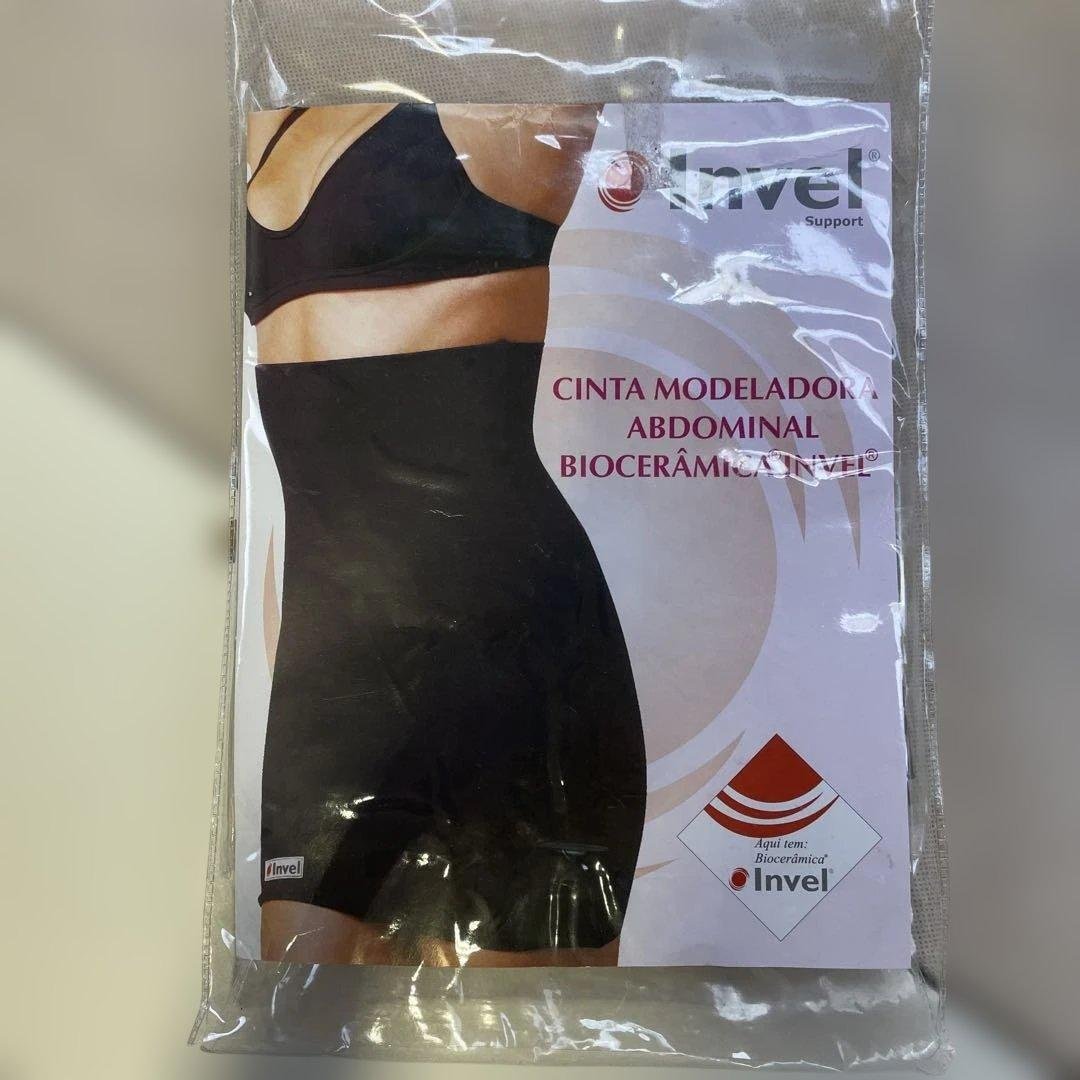 Invel®
Support
CINTA MODELADORA
ABDOMINAL
BIOCERÂMICA® INVEL®
Aqui tem:
Biocerâmica®
Invel®
Invel